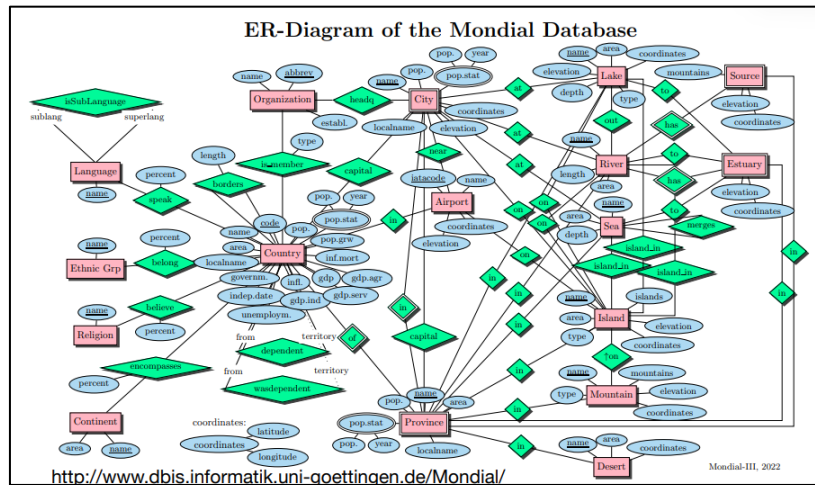 ER-Diagram of the Mondial Database
isSubLanguage
sublang
superlang
Language
name
percent
speak
name
abbrev
Organization
establ.
headq
type
is_member
length
borders
name
pop.
pop.
year
pop.stat
City
localname
elevation
coordinates
capital
near
iatacode
name
Airport
coordinates
elevation
in
name
Ethnic Grp
percent
belong
name
Religion
percent
believe
encompasses
percent
Continent
area
name
code
pop.
name
area
localname
Country
pop.
year
pop.stat
pop.grw
inf.mort
gdp
gdp.agr
gdp.serv
gdp.ind
infl.
governm.
indep.date
unemploym.
from
territory
dependent
from
territory
wasdependent
of
in
capital
coordinates:
coordinates
latitude
longitude
pop.
name
area
pop.stat
Province
pop.
year
localname
at
at
at
on
on
on
on
in
in
in
in
in
in
name
area
coordinates
elevation
Lake
depth
type
out
to
mountains
Source
elevation
coordinates
has
to
has
to
name
River
length
area
Estuary
elevation
coordinates
name
area
Sea
depth
merges
island_in
island_in
island_in
in
in
name
islands
area
Island
elevation
type
coordinates
↑on
mountains
type
Mountain
elevation
coordinates
name
area
coordinates
Desert
Mondial-III, 2022
http://www.dbis.informatik.uni-goettingen.de/Mondial/